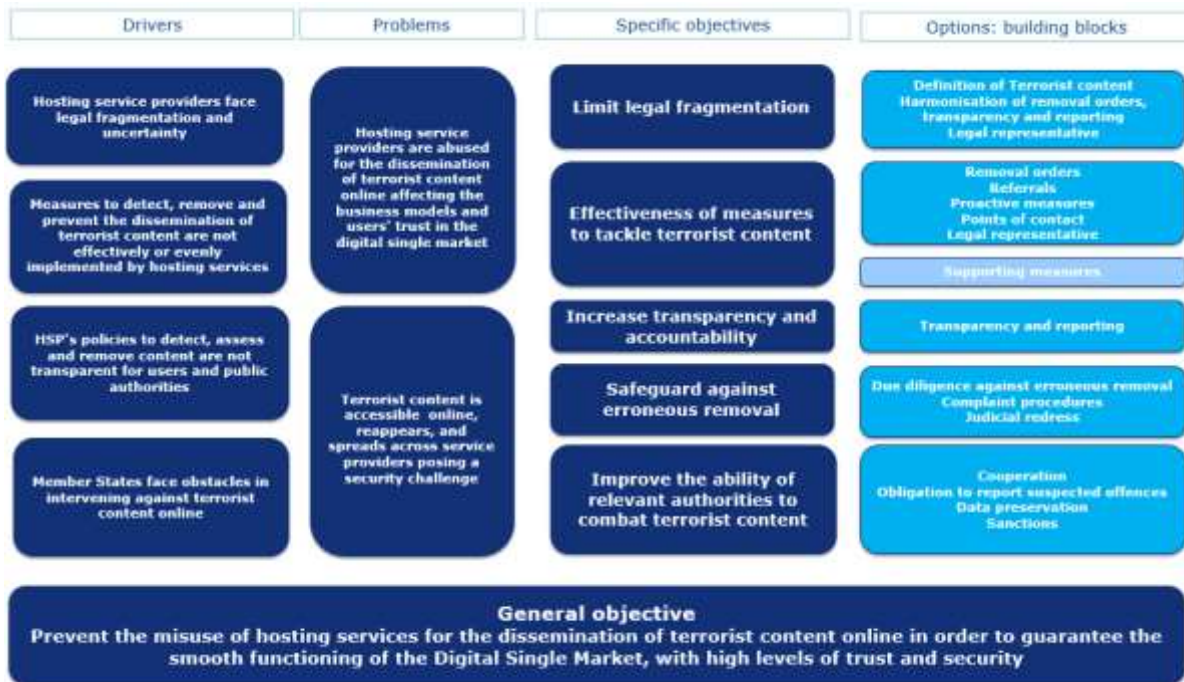 Drivers
Problems
Specific objectives
Options: building blocks
Hosting service providers face
legal fragmentation and
uncertainty
Measures to detect, remove and
prevent the dissemination of
terrorist content are not
effectively or evenly
implemented by hosting services
HSP's policies to detect, assess
and remove content are not
transparent for users and public
authorities
Member States face obstacles in
intervening against terrorist
content online
Hosting service
providers are abused
for the dissemination
of terrorist content
online affecting the
business models and
users' trust in the
digital single market
Terrorist content is
accessible online,
reappears, and
spreads across service
providers posing a
security challenge
Limit legal fragmentation
Effectiveness of measures
to tackle terrorist content
Increase transparency and
accountability
Safeguard against
erroneous removal
Improve the ability of
relevant authorities to
combat terrorist content
Definition of Terrorist content
Harmonisation of removal orders,
transparency and reporting
Legal representative
Removal orders
Referrals
Proactive measures
Points of contact
Legal representative
Supporting measures
Transparency and reporting
Due diligence against erroneous removal
Complaint procedures
Judicial redress
Cooperation
Obligation to report suspected offences
Data preservation
Sanctions
General objective
Prevent the misuse of hosting services for the dissemination of terrorist content online in order to guarantee the
smooth functioning of the Digital Single Market, with high levels of trust and security